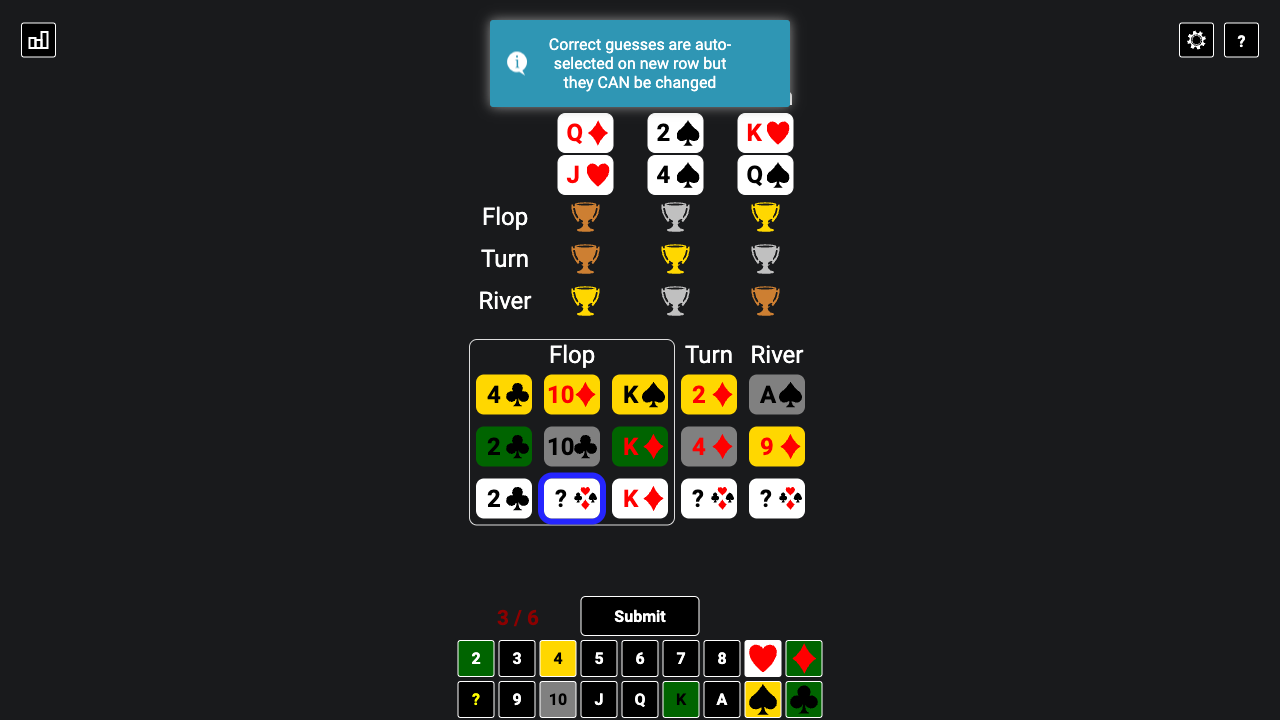 ?
Correct guesses are auto-
selected on new row but
they CAN be changed
Q 2 K
J 4 Q
Flop
Turn
River
Flop Turn River
4 10 K 2 A
2 10 K 4 9
2 ? K ? ?
3 / 6 Submit
2 3 4 5 6 7 8
? 9 10 J Q K A